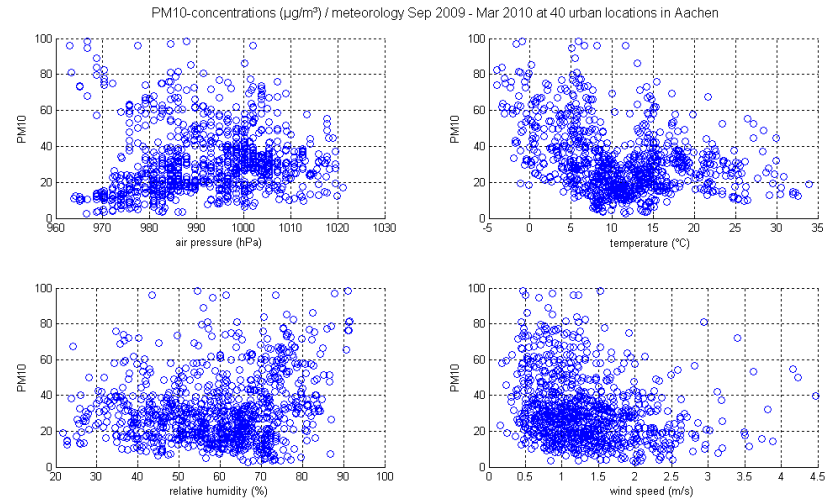 PM10-concentrations (µg/m³) / meteorology Sep 2009 - Mar 2010 at 40 urban locations in Aachen
100
80
60
40
20
0
PM10
960 970 980 990 1000 1010 1020 1030
air pressure (hPa)
100
80
60
40
20
0
PM10
-5 0 5 10 15 20 25 30 35
temperature (°C)
100
80
60
40
20
0
PM10
20 30 40 50 60 70 80 90 100
relative humidity (%)
100
80
60
40
20
0
PM10
0 0.5 1 1.5 2 2.5 3 3.5 4 4.5
wind speed (m/s)